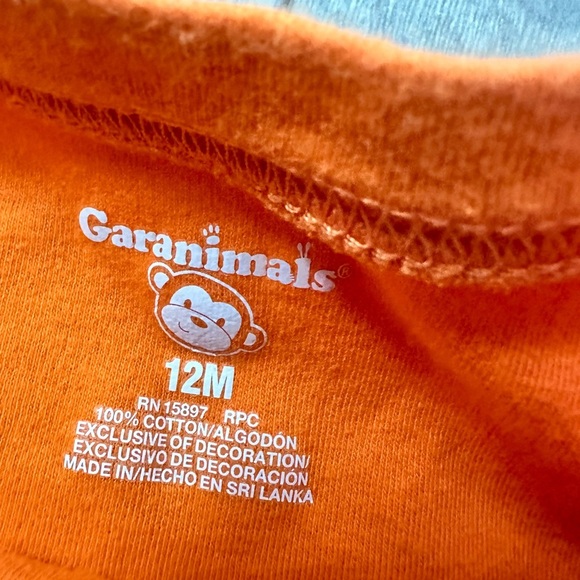 Garanimals®
12M
RN 15897 RPC
100% COTTON/ALGODÓN
EXCLUSIVE OF DECORATION/
EXCLUSIVO DE DECORACIÓN
MADE IN/HECHO EN SRI LANKA